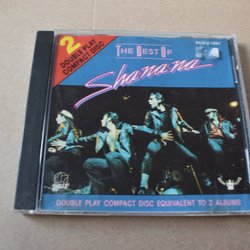 2
DOUBLE PLAY
COMPACT DISC
THE BEST OF
Sha na na
DOUBLE PLAY COMPACT DISC EQUIVALENT TO 2 ALBUMS